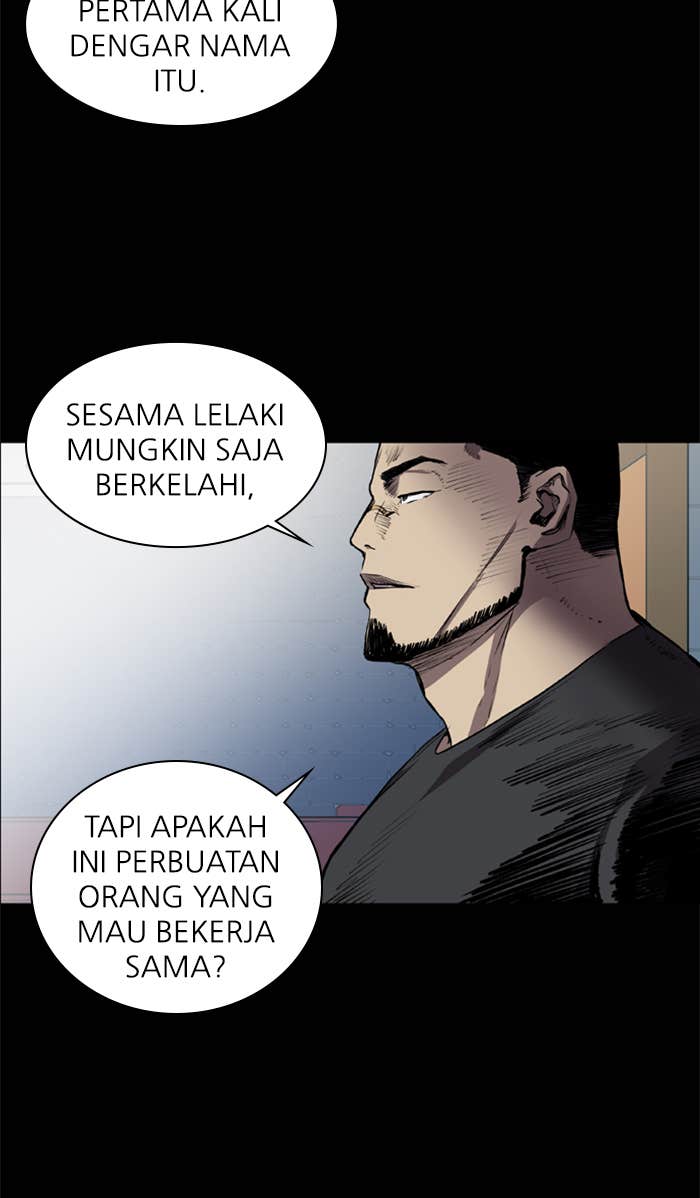 PERTAMA KALI
DENGAR NAMA
ITU.
SESAMA LELAKI
MUNGKIN SAJA
BERKELAHI,
TAPI APAKAH
INI PERBUATAN
ORANG YANG
MAU BEKERJA
SAMA?